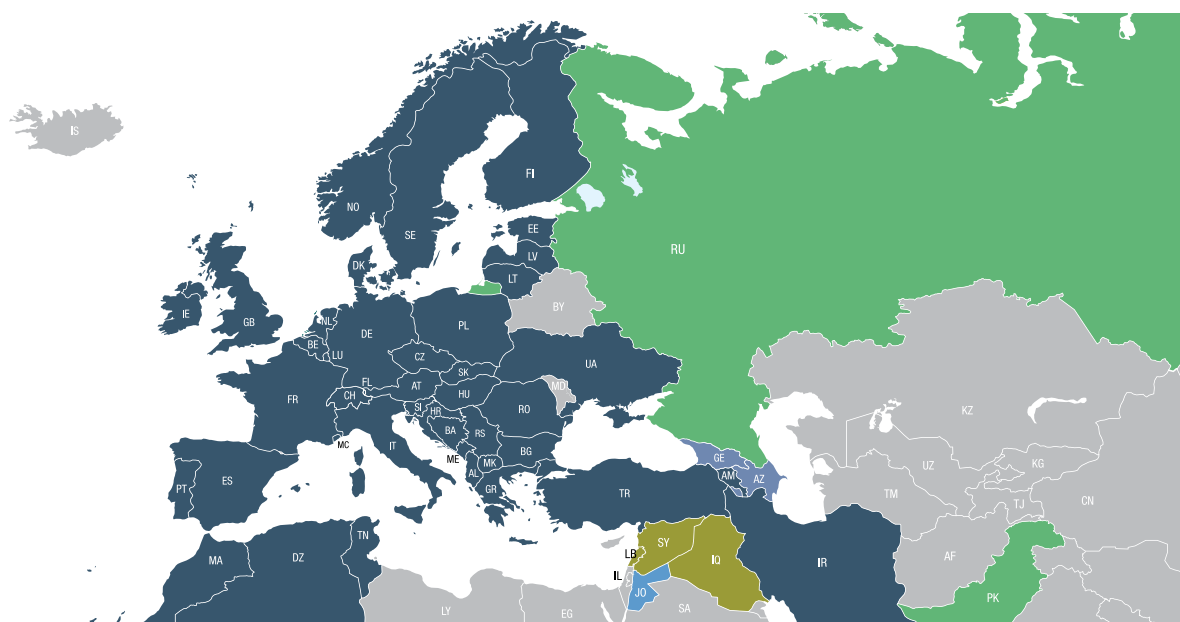 IS
FI
NO
SE
EE
RU
LV
DK
LT
BY
IE
GB
NL
DE
PL
BE
LU
CZ
UA
SK
FL
AT
MD
CH
HU
FR
SI
HR
RO
KZ
BA
RS
MC
IT
BG
ME
MK
GE
KG
UZ
AL
AM
AZ
PT
ES
GR
TR
TM
TJ
CN
TN
SY
LB
MA
DZ
IQ
IR
AF
IL
JO
PK
LY
EG
SA